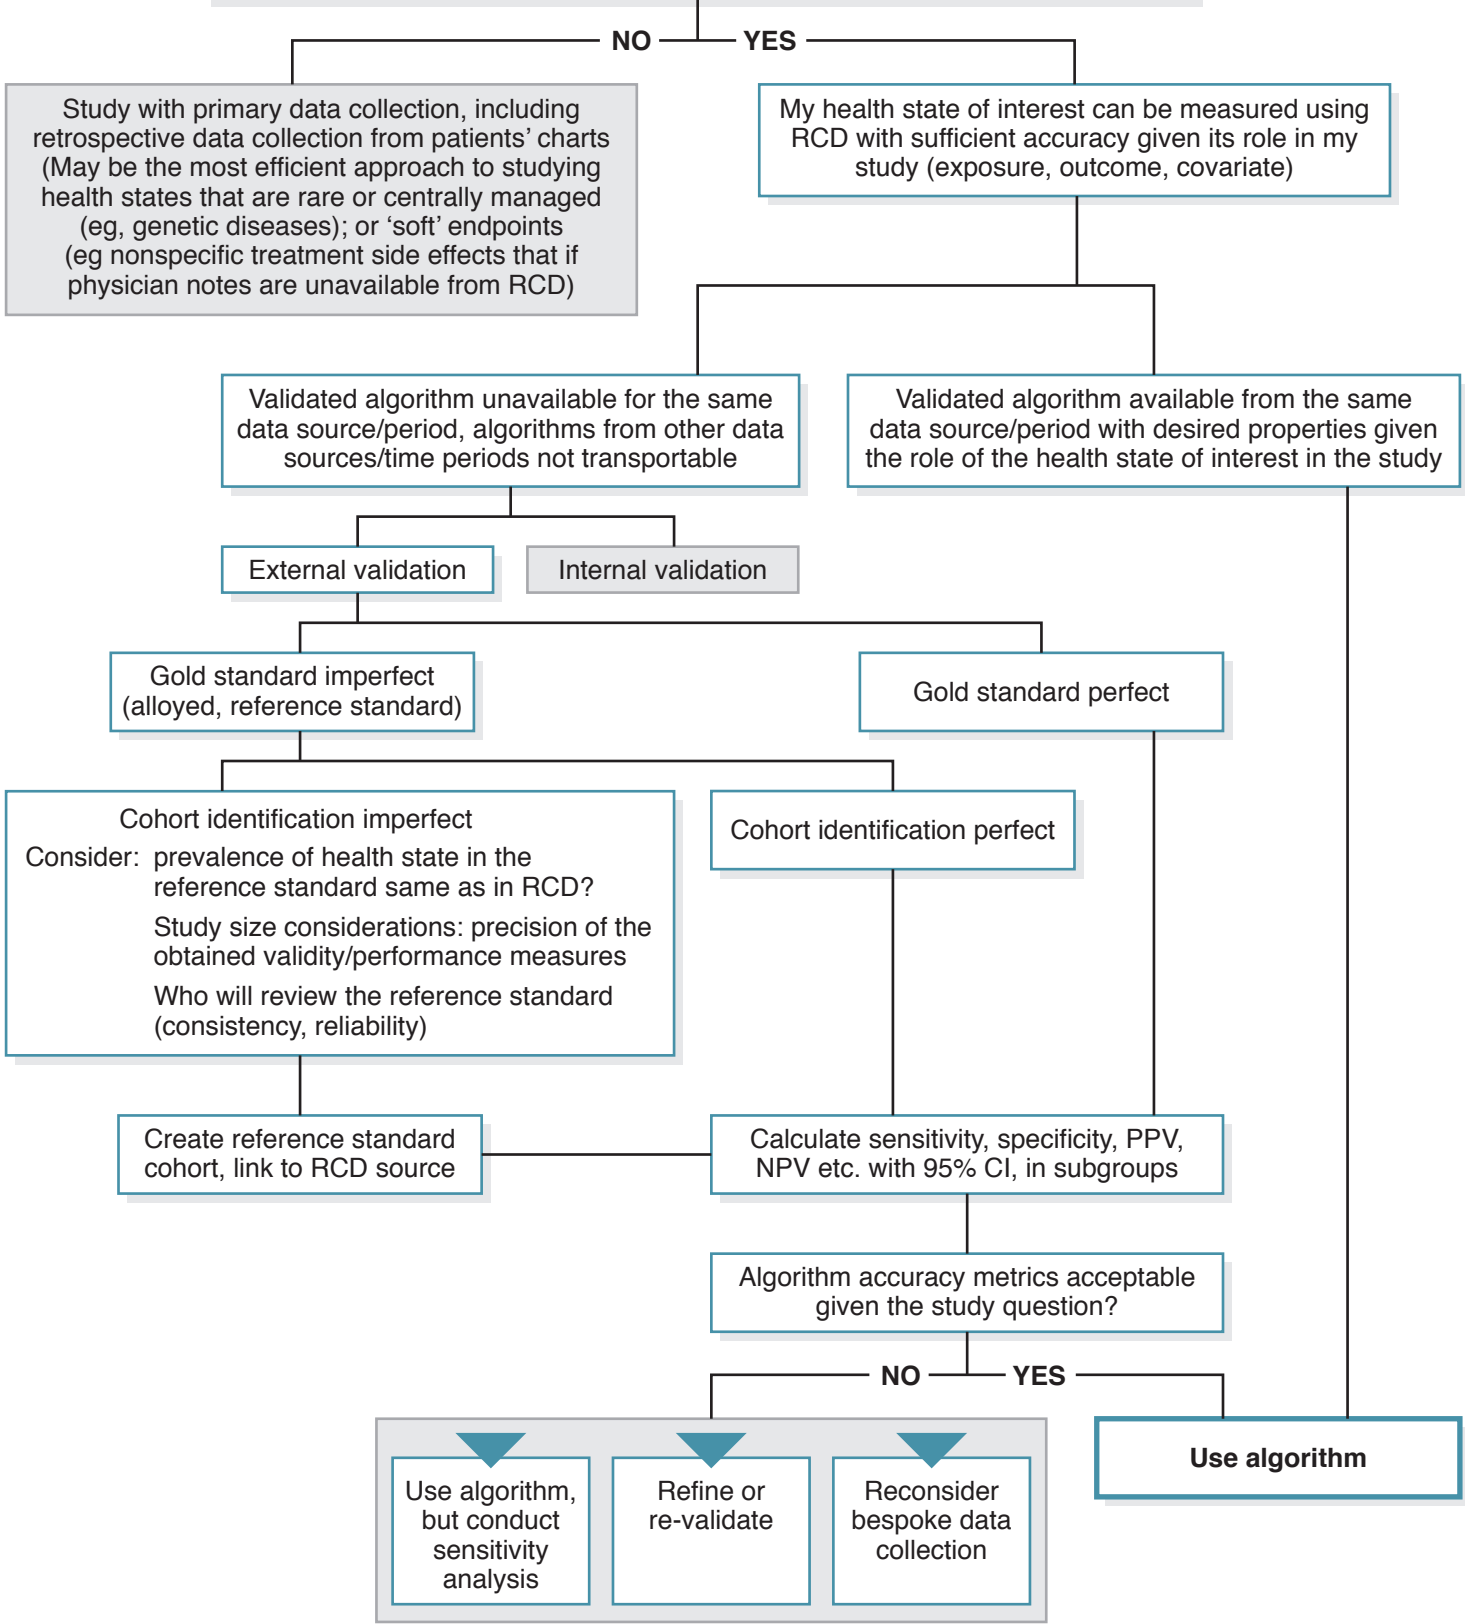 NO
YES
Study with primary data collection, including
retrospective data collection from patients’ charts
(May be the most efficient approach to studying
health states that are rare or centrally managed
(eg, genetic diseases); or ‘soft’ endpoints
(eg nonspecific treatment side effects that if
physician notes are unavailable from RCD)
My health state of interest can be measured using
RCD with sufficient accuracy given its role in my
study (exposure, outcome, covariate)
Validated algorithm unavailable for the same
data source/period, algorithms from other data
sources/time periods not transportable
Validated algorithm available from the same
data source/period with desired properties given
the role of the health state of interest in the study
External validation
Internal validation
Gold standard imperfect
(alloyed, reference standard)
Gold standard perfect
Cohort identification imperfect
Consider: prevalence of health state in the
reference standard same as in RCD?
Study size considerations: precision of the
obtained validity/performance measures
Who will review the reference standard
(consistency, reliability)
Cohort identification perfect
Create reference standard
cohort, link to RCD source
Calculate sensitivity, specificity, PPV,
NPV etc. with 95% CI, in subgroups
Algorithm accuracy metrics acceptable
given the study question?
NO
YES
Use algorithm,
but conduct
sensitivity
analysis
Refine or
re-validate
Reconsider
bespoke data
collection
Use algorithm